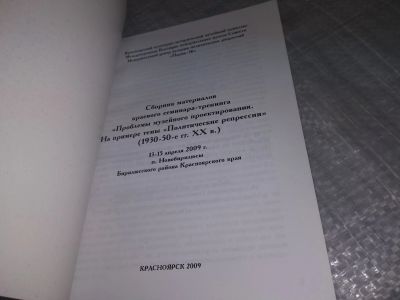 Сборник материалов
краевого семинара-тренинга
«Проблемы музейного проектирования.
На примере темы «Политические репрессии»
(1930-50-е гг. XX в.)
13-15 апреля 2009 г.
п. Новобирилюссы
Бирилюсского района Красноярского края
КРАСНОЯРСК 2009